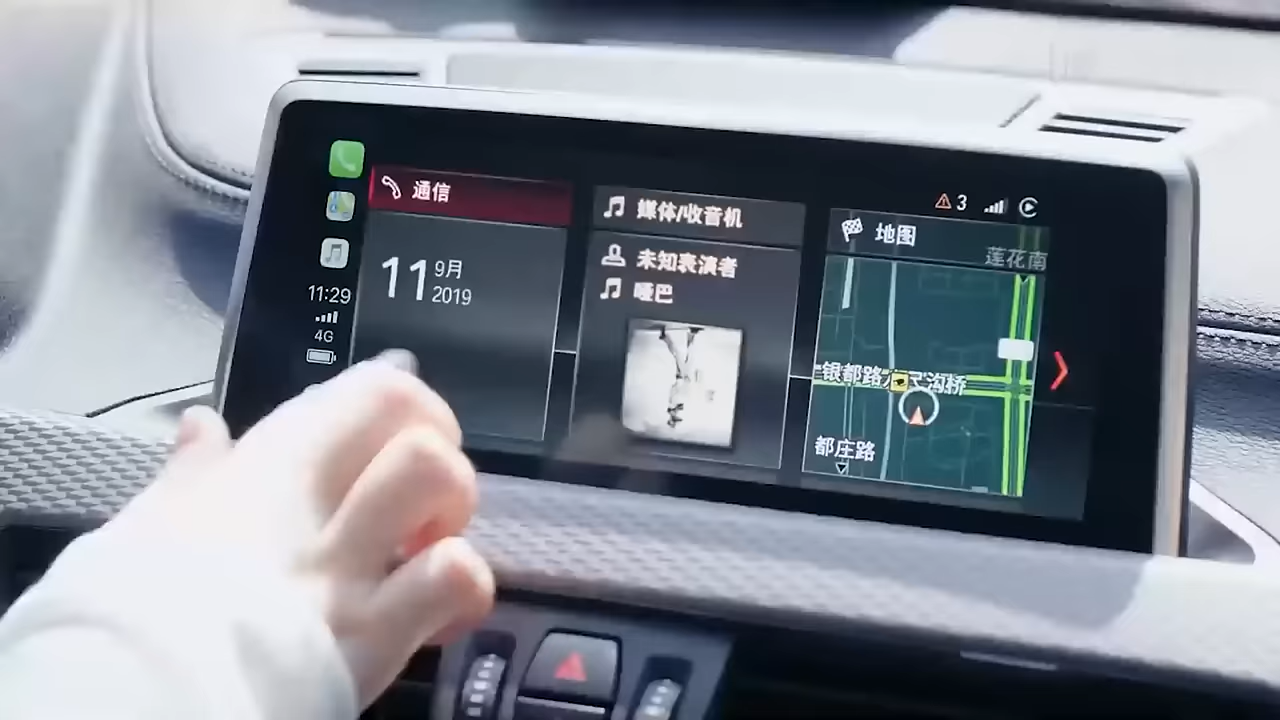 11:29
4G
通信
11
9月
2019
媒体/收音机
未知表演者
哑巴
3
地图
莲花南
银都路
沟桥
都庄路